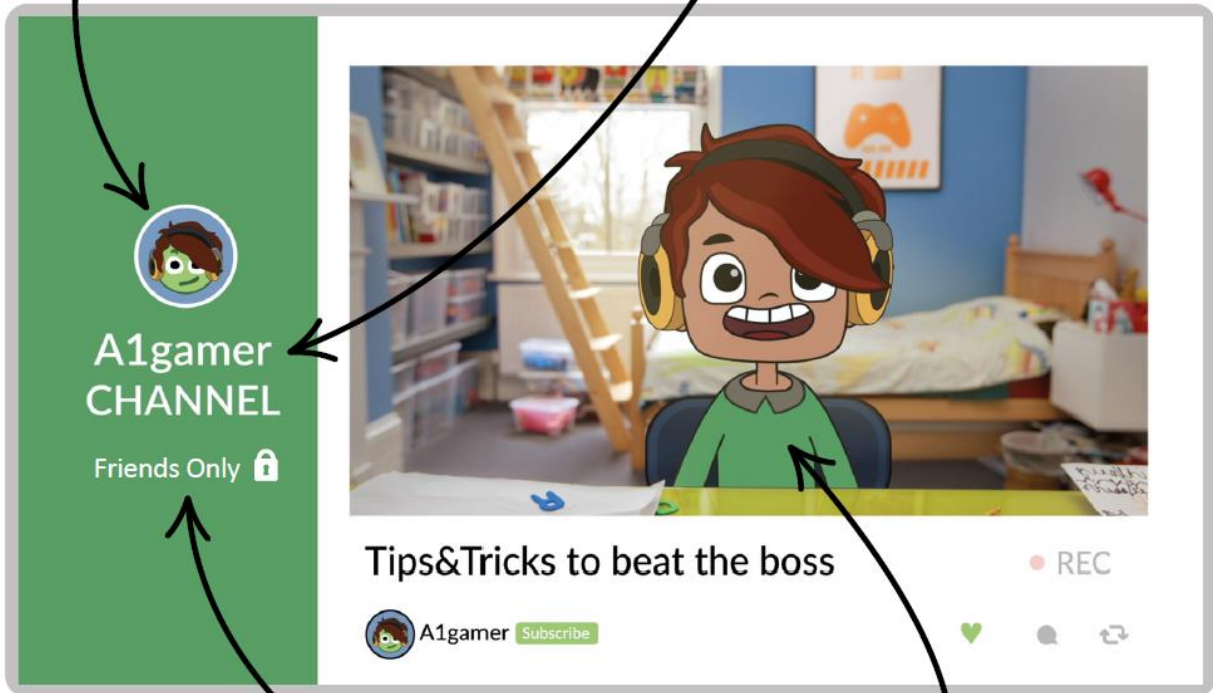 A1gamer
CHANNEL
Friends Only
Tips&Tricks to beat the boss
REC
A1gamer
Subscribe